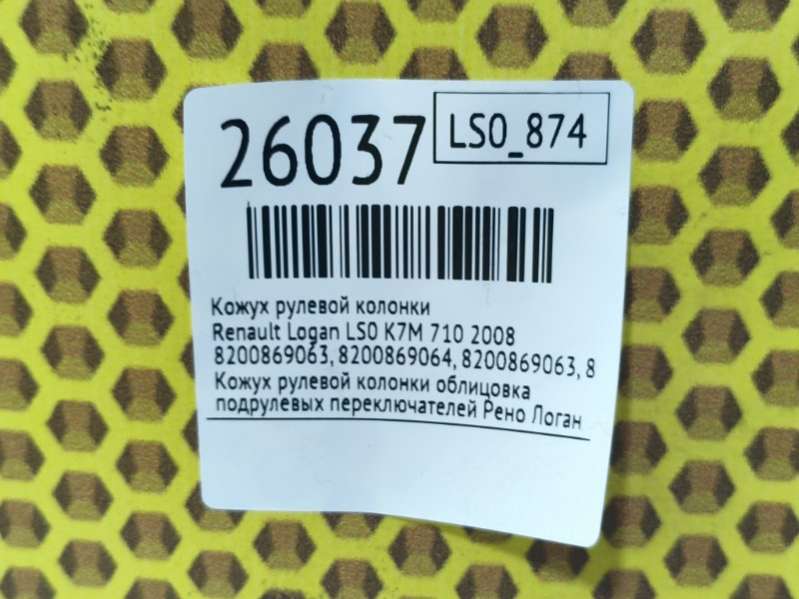 26037
LS0_874
Кожух рулевой колонки
Renault Logan LS0 K7M 710 2008
8200869063, 8200869064, 8200869063, 8
Кожух рулевой колонки облицовка
подрулевых переключателей Рено Логан